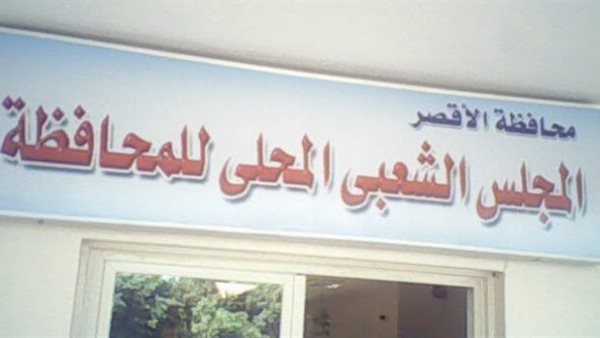 محافظة الأقصر
المجلس الشعبى المحلى للمحافظة